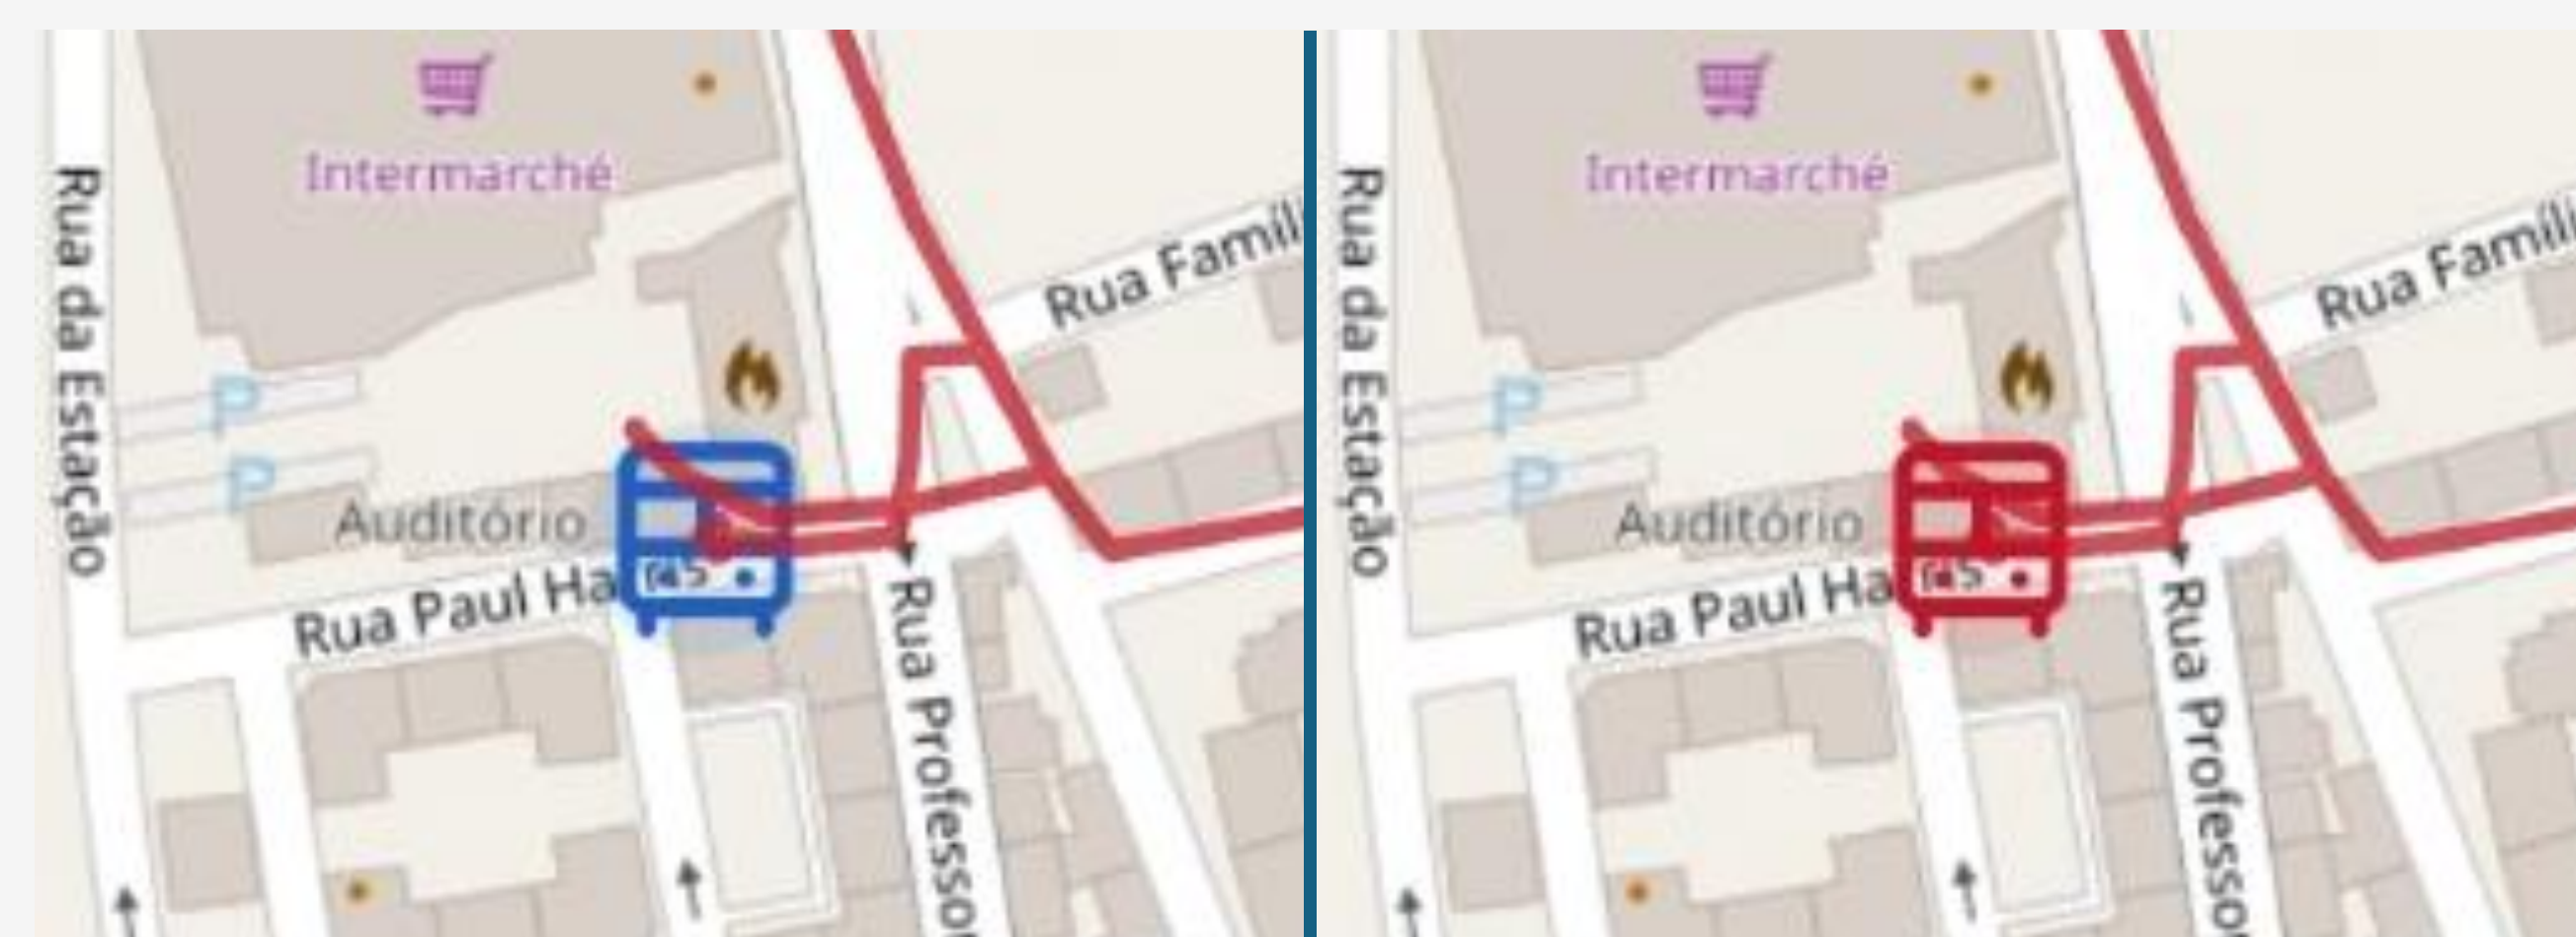 Intermarché
Rua da Estação
Rua Famíli
P
P
Auditório
Rua Paul Ha
Rua Professor
Intermarché
Rua da Estação
Rua Famíli
P
P
Auditório
Rua Paul Ha
Rua Professo